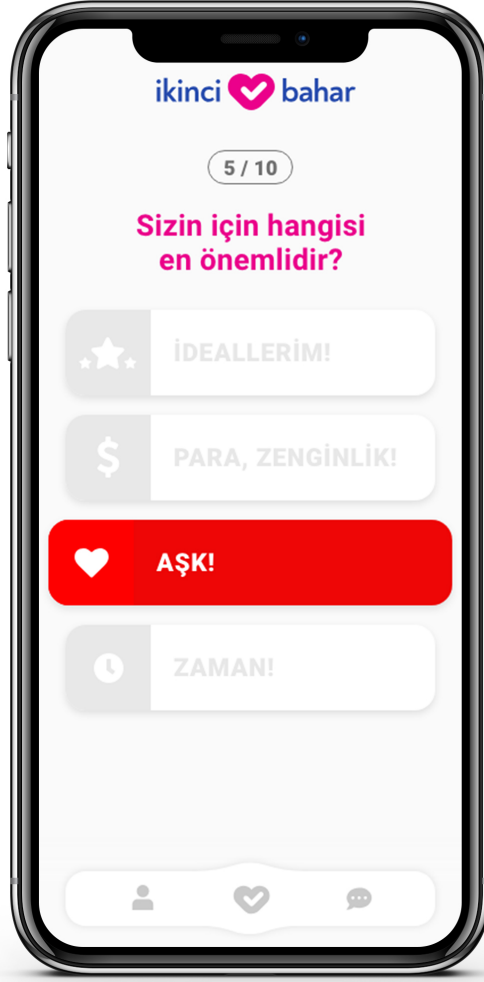 ikinci bahar
5 / 10
Sizin için hangisi
en önemlidir?
İDEALLERİM!
PARA, ZENGİNLİK!
AŞK!
ZAMAN!